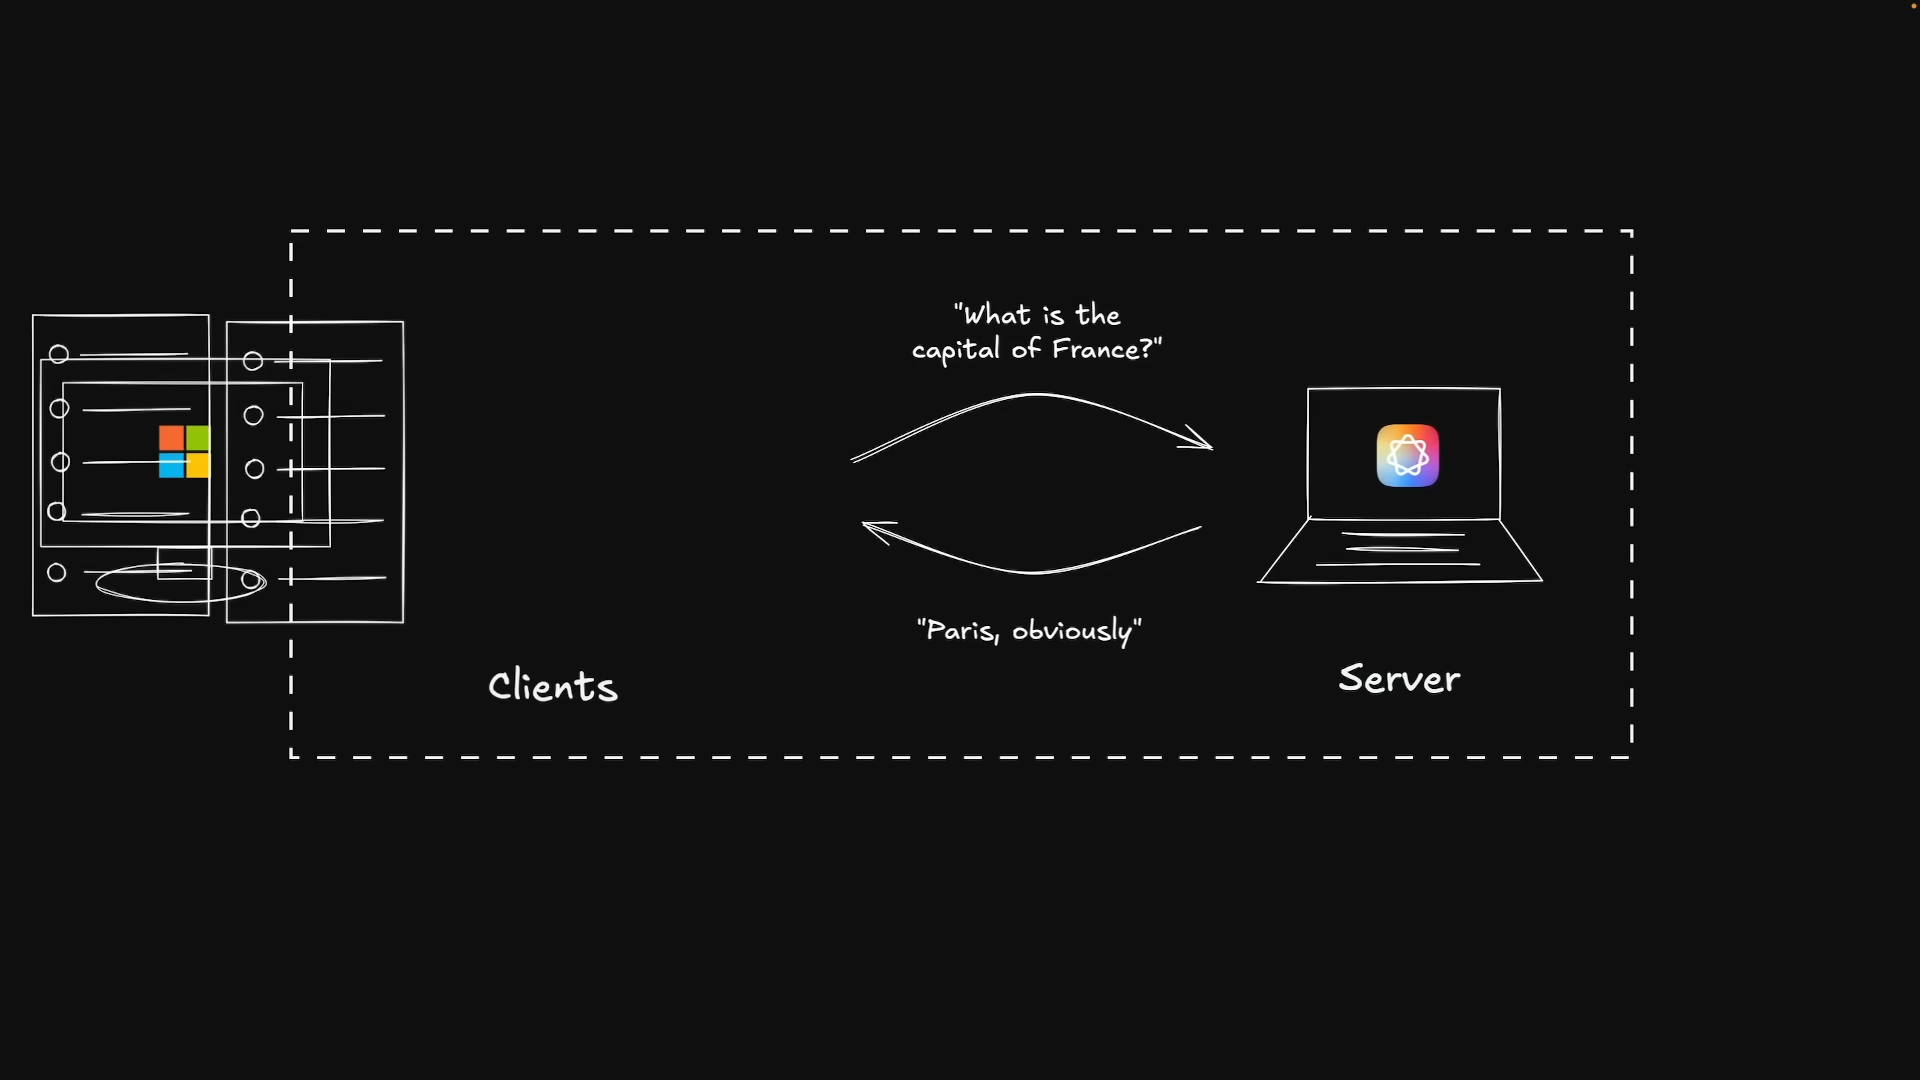 "What is the
capital of France?"
"Paris, obviously"
Clients
Server